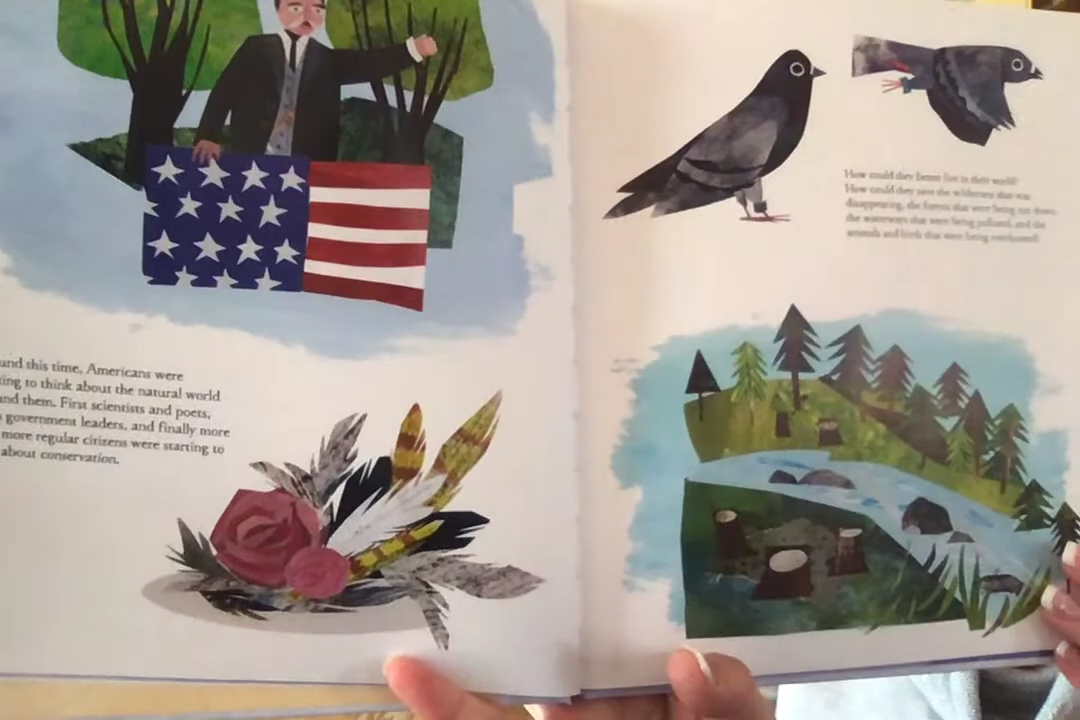 und this time, Americans were
ing to think about the natural world
nd them. First scientists and poets,
government leaders, and finally more
more regular citizens were starting to
about conservation.
How could they better live in their world?
How could they save the wilderness that was
disappearing, the forests that were being cut down,
the waterways that were being polluted, and the
animals and birds that were being overhunted?